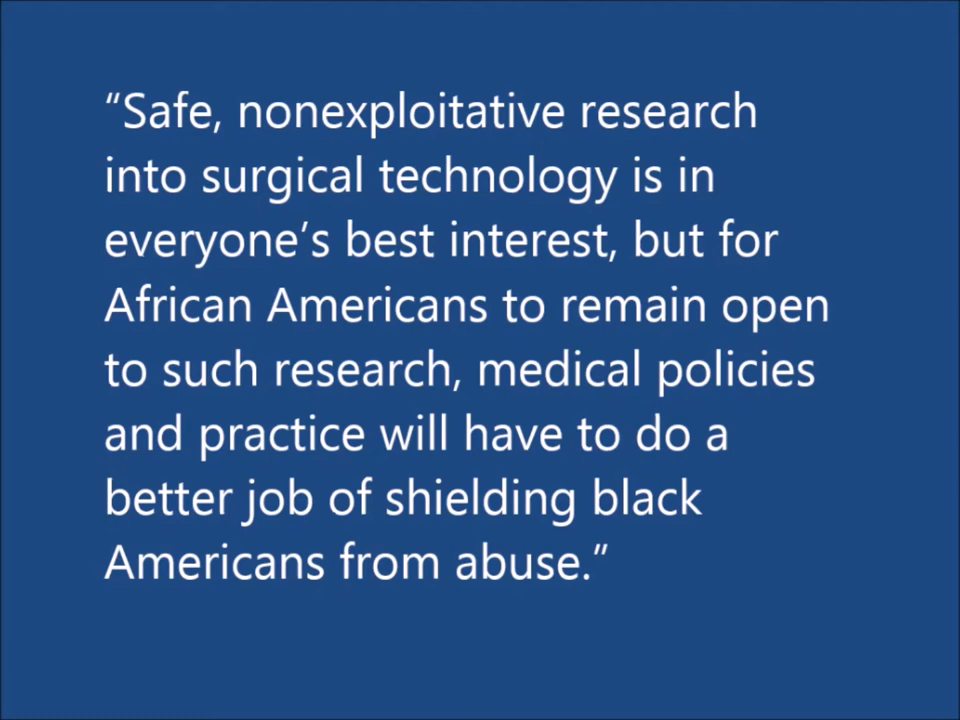 “Safe, nonexploitative research
into surgical technology is in
everyone’s best interest, but for
African Americans to remain open
to such research, medical policies
and practice will have to do a
better job of shielding black
Americans from abuse.”